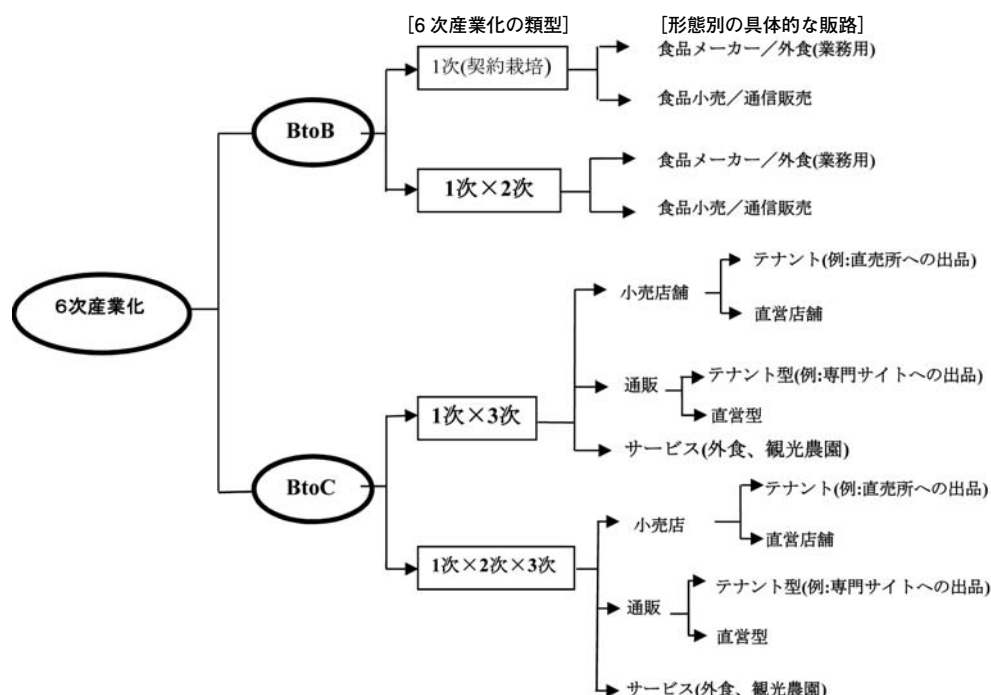 [6 次産業化の類型]
[形態別の具体的な販路]
6次産業化
BtoB
1次(契約栽培)
食品メーカー／外食(業務用)
食品小売／通信販売
1次×2次
食品メーカー／外食(業務用)
食品小売／通信販売
BtoC
1次×3次
小売店舗
テナント(例:直売所への出品)
直営店舗
通販
テナント型(例:専門サイトへの出品)
直営型
サービス(外食、観光農園)
1次×2次×3次
小売店
テナント(例:直売所への出品)
直営店舗
通販
テナント型(例:専門サイトへの出品)
直営型
サービス(外食、観光農園)